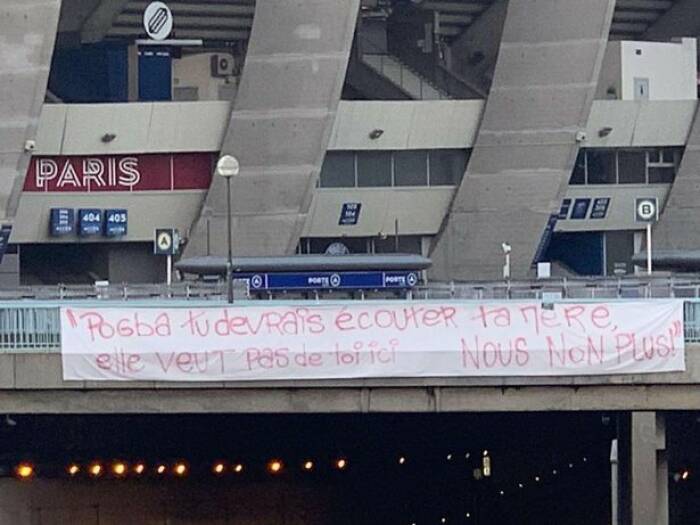 PARIS
404
405
A
B
PORTE A
"POGBA tu devrais écouter ta mère,
elle veut pas de toi ici NOUS NON PLUS!"